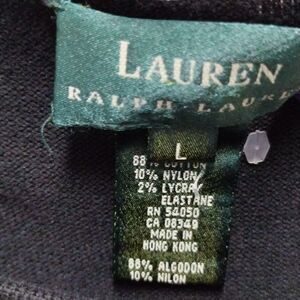 LAUREN
RALPH LAUREN
L
88% COTTON
10% NYLON
2% LYCRA
ELASTANE
RN 54050
CA 08349
MADE IN
HONG KONG
88% ALGODON
10% NILON